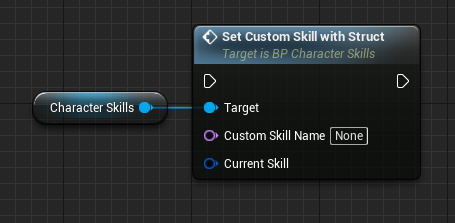 Set Custom Skill with Struct
Target is BP Character Skills
Character Skills
Target
Custom Skill Name None
Current Skill